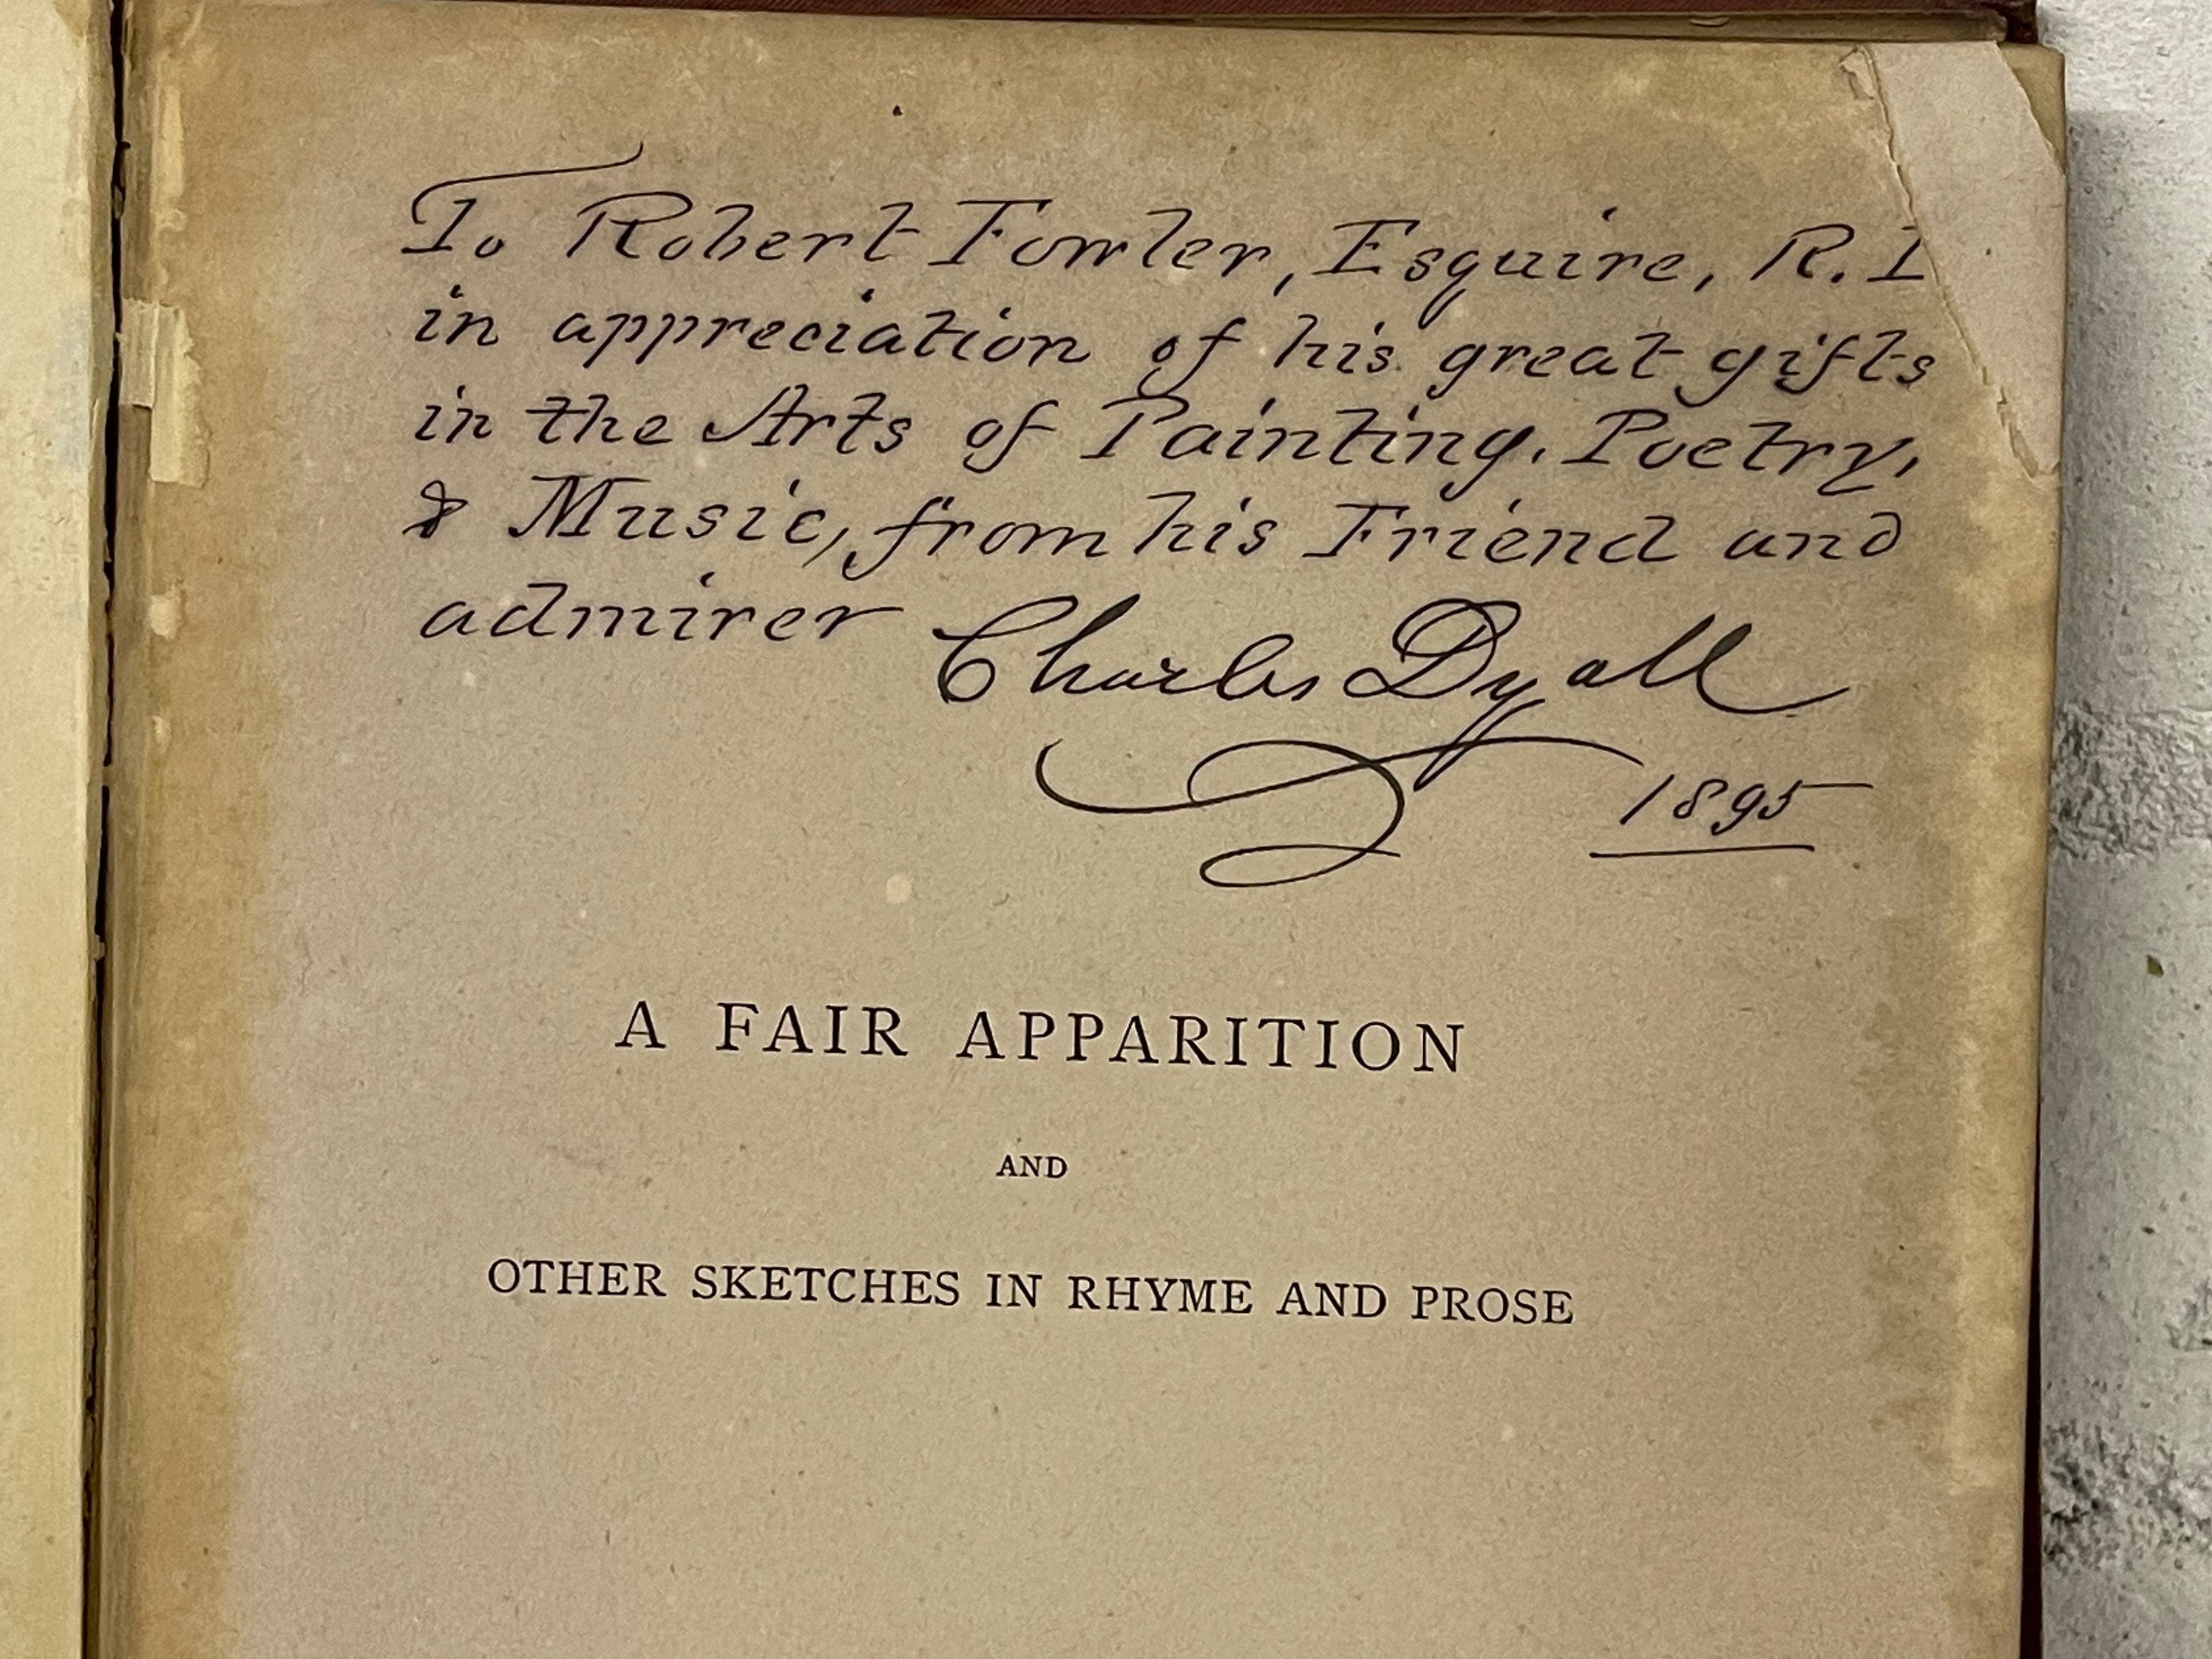 To Robert Fowler, Esquire, R.I
in appreciation of his great gifts
in the Arts of Painting, Poetry,
& Music, from his Friend and
admirer Charles Dyall
1895
A FAIR APPARITION
AND
OTHER SKETCHES IN RHYME AND PROSE